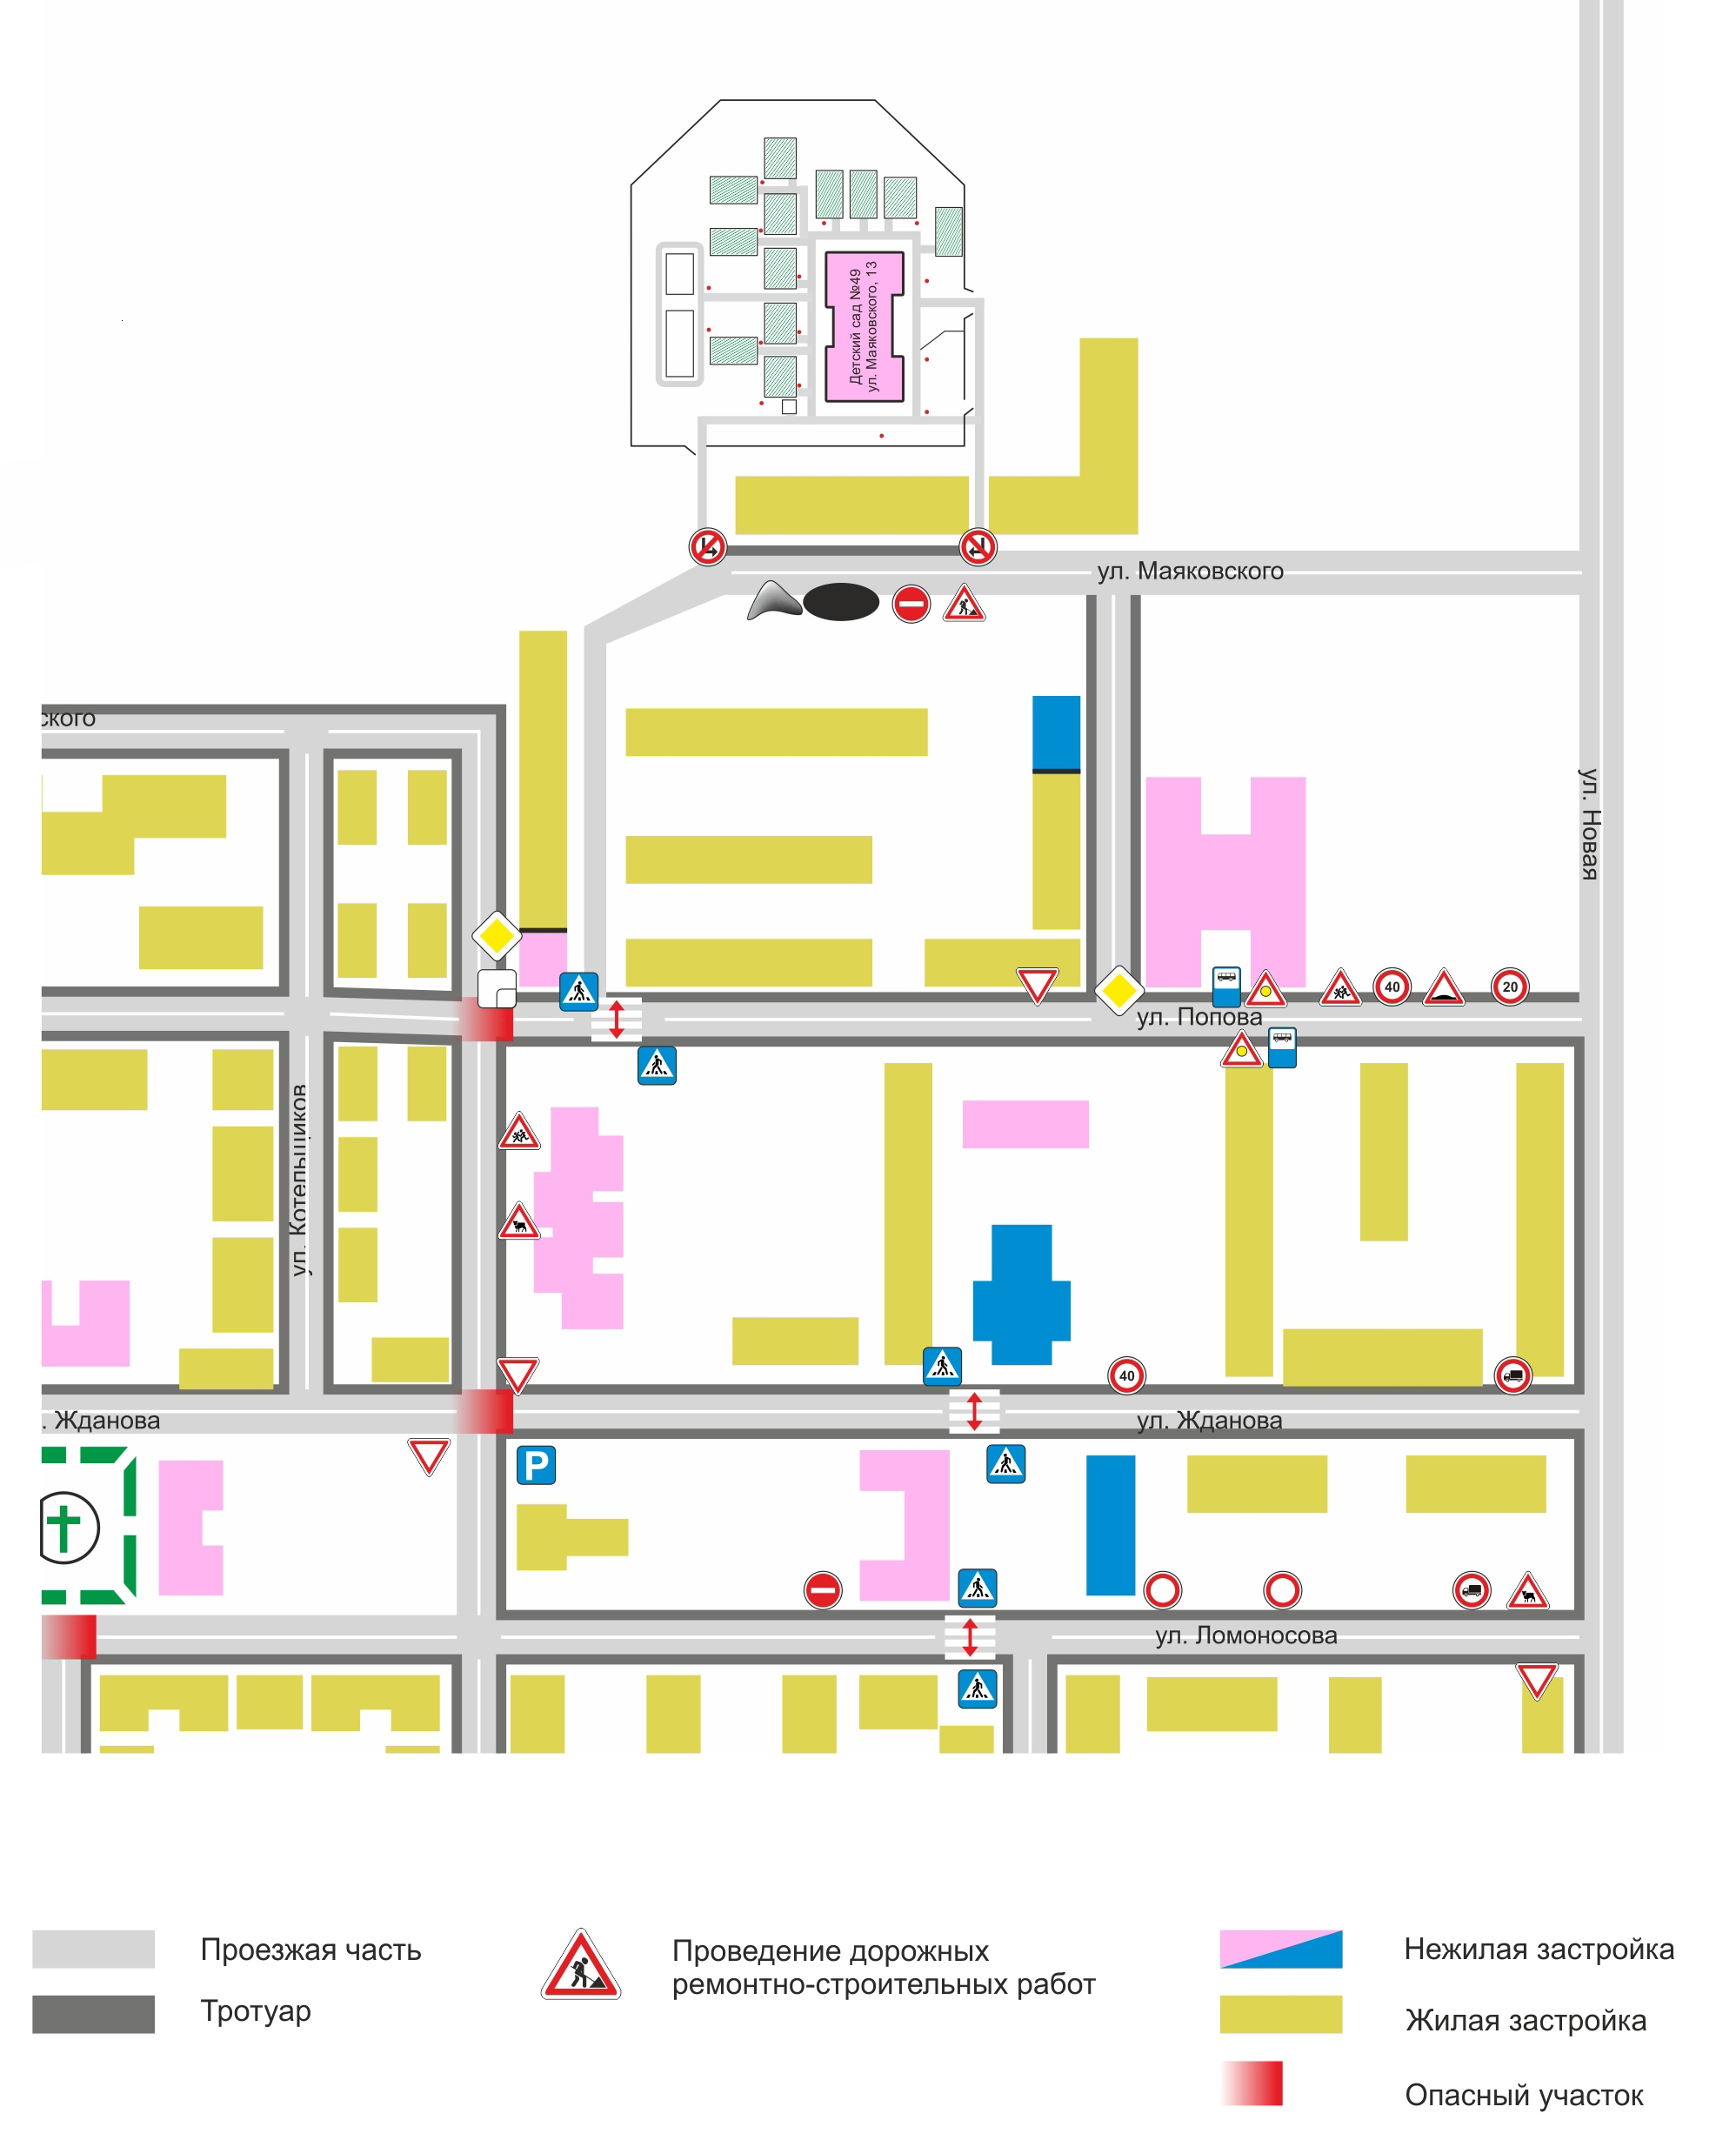 Детский сад №49
ул. Маяковского, 13
ул. Маяковского
ского
ул. Новая
40
20
ул. Попова
ул. Котельщиков
40
. Жданова
ул. Жданова
P
ул. Ломоносова
Проезжая часть
Тротуар
Проведение дорожных
ремонтно-строительных работ
Нежилая застройка
Жилая застройка
Опасный участок